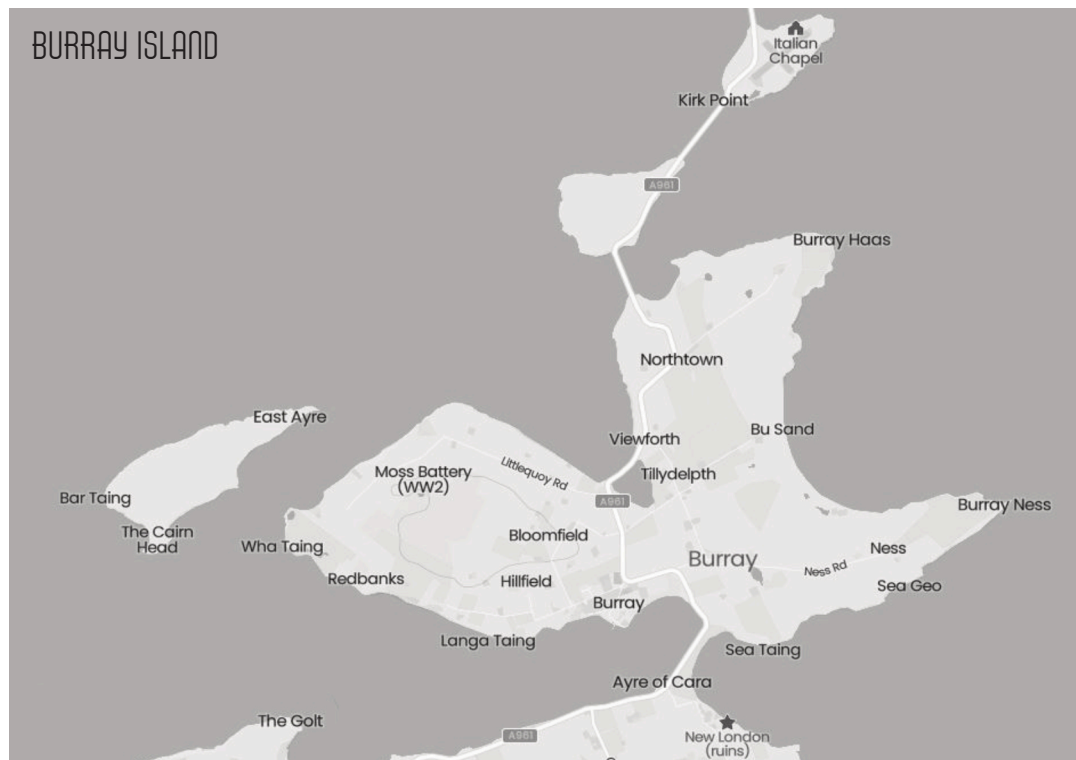 BURRAY ISLAND
Italian
Chapel
Kirk Point
A961
Burray Haas
Northtown
East Ayre
Viewforth
Bu Sand
Moss Battery
(WW2)
Littlequoy Rd
Tillydelpth
Bar Taing
A961
Burray Ness
The Cairn
Head
Wha Taing
Bloomfield
Burray
Ness
Ness Rd
Redbanks
Hillfield
Sea Geo
Burray
Langa Taing
Sea Taing
Ayre of Cara
The Golt
A961
New London
(ruins)